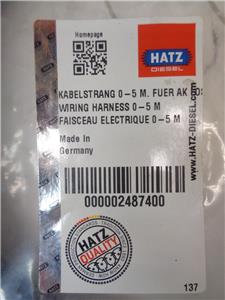 Homepage
HATZ
DIESEL
KABELSTRANG 0-5 M. FUER AK
WIRING HARNESS 0-5 M
FAISCEAU ELECTRIQUE 0-5 M
Made In
Germany
000002487400
www.HATZ-DIESEL.com
HATZ
QUALITY
137